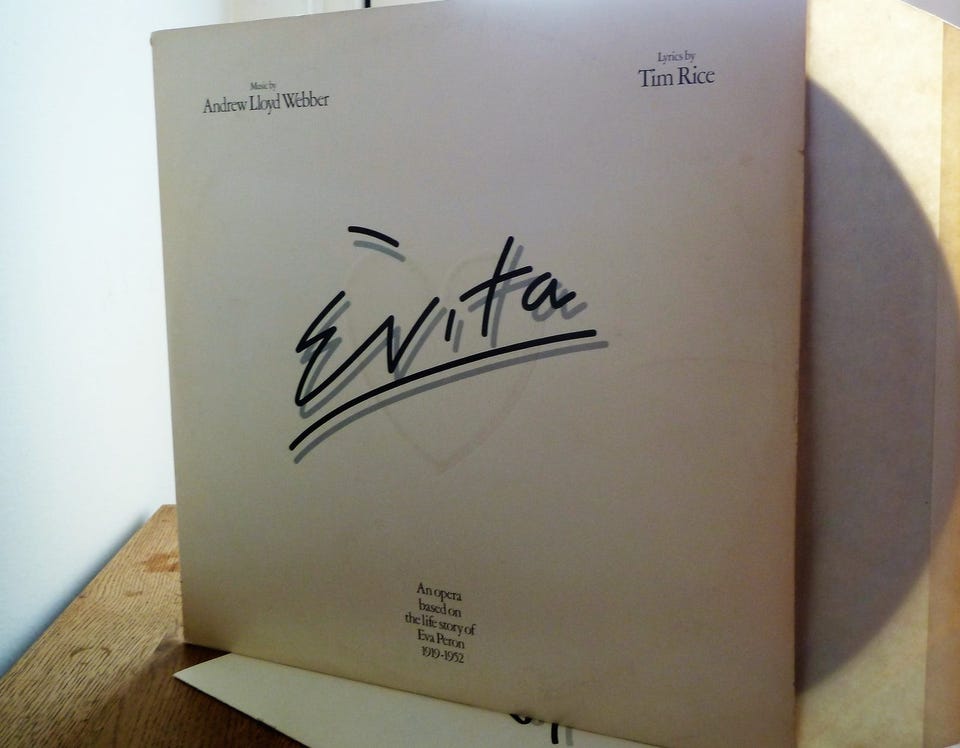 Music by
Andrew Lloyd Webber
Lyrics by
Tim Rice
Evita
An opera
based on
the life story of
Eva Peron
1919-1952